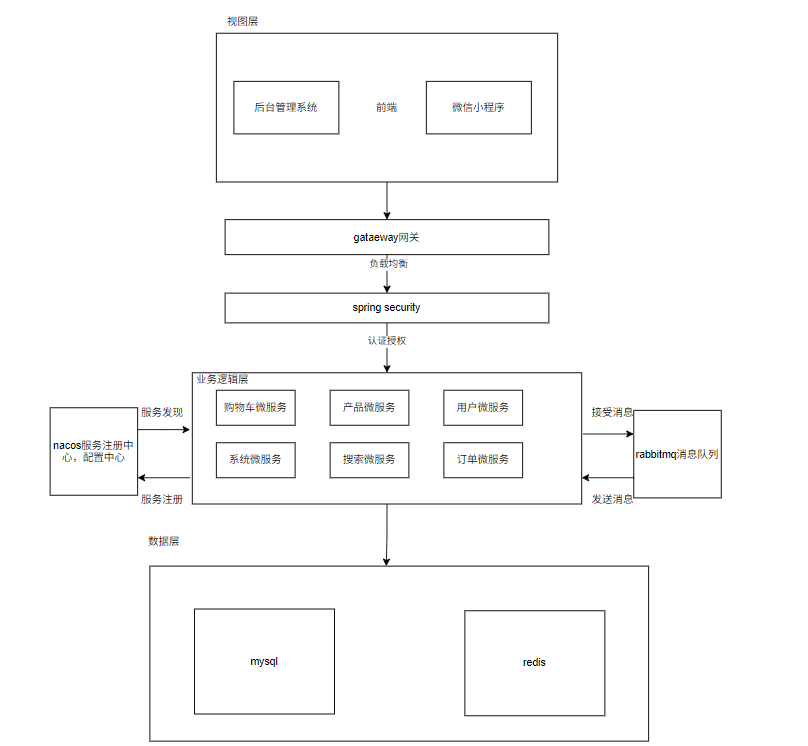 视图层
后台管理系统
前端
微信小程序
gataeway网关
负载均衡
spring security
认证授权
业务逻辑层
购物车微服务
产品微服务
用户微服务
系统微服务
搜索微服务
订单微服务
服务发现
nacos服务注册中
心，配置中心
服务注册
接受消息
rabbitmq消息队列
发送消息
数据层
mysql
redis